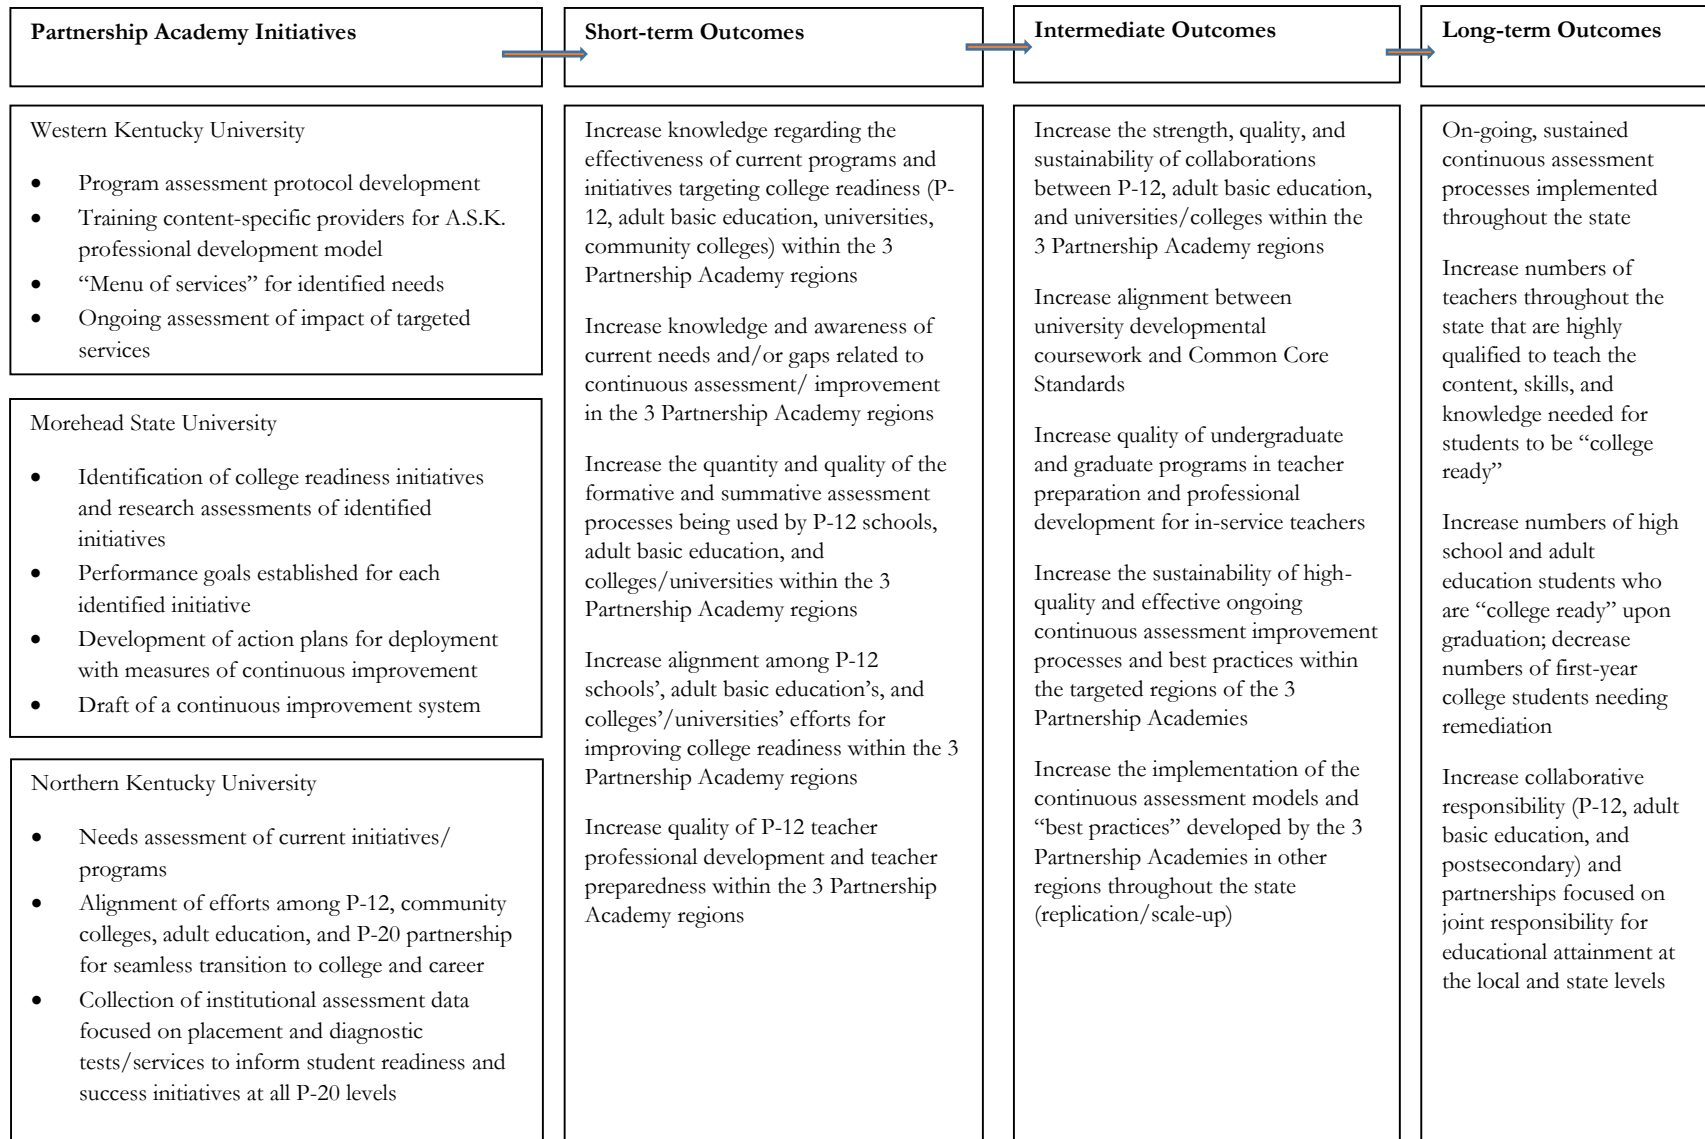 Partnership Academy Initiatives
Short-term Outcomes
Intermediate Outcomes
Long-term Outcomes
Western Kentucky University
• Program assessment protocol development
• Training content-specific providers for A.S.K.
professional development model
• “Menu of services” for identified needs
• Ongoing assessment of impact of targeted
services
Morehead State University
• Identification of college readiness initiatives
and research assessments of identified
initiatives
• Performance goals established for each
identified initiative
• Development of action plans for deployment
with measures of continuous improvement
• Draft of a continuous improvement system
Northern Kentucky University
• Needs assessment of current initiatives/
programs
• Alignment of efforts among P-12, community
colleges, adult education, and P-20 partnership
for seamless transition to college and career
• Collection of institutional assessment data
focused on placement and diagnostic
tests/services to inform student readiness and
success initiatives at all P-20 levels
Increase knowledge regarding the
effectiveness of current programs and
initiatives targeting college readiness (P-
12, adult basic education, universities,
community colleges) within the 3
Partnership Academy regions
Increase knowledge and awareness of
current needs and/or gaps related to
continuous assessment/ improvement
in the 3 Partnership Academy regions
Increase the quantity and quality of the
formative and summative assessment
processes being used by P-12 schools,
adult basic education, and
colleges/universities within the 3
Partnership Academy regions
Increase alignment among P-12
schools’, adult basic education’s, and
colleges’/universities’ efforts for
improving college readiness within the 3
Partnership Academy regions
Increase quality of P-12 teacher
professional development and teacher
preparedness within the 3 Partnership
Academy regions
Increase the strength, quality, and
sustainability of collaborations
between P-12, adult basic education,
and universities/colleges within the
3 Partnership Academy regions
Increase alignment between
university developmental
coursework and Common Core
Standards
Increase quality of undergraduate
and graduate programs in teacher
preparation and professional
development for in-service teachers
Increase the sustainability of high-
quality and effective ongoing
continuous assessment improvement
processes and best practices within
the targeted regions of the 3
Partnership Academies
Increase the implementation of the
continuous assessment models and
“best practices” developed by the 3
Partnership Academies in other
regions throughout the state
(replication/scale-up)
On-going, sustained
continuous assessment
processes implemented
throughout the state
Increase numbers of
teachers throughout the
state that are highly
qualified to teach the
content, skills, and
knowledge needed for
students to be “college
ready”
Increase numbers of high
school and adult
education students who
are “college ready” upon
graduation; decrease
numbers of first-year
college students needing
remediation
Increase collaborative
responsibility (P-12, adult
basic education, and
postsecondary) and
partnerships focused on
joint responsibility for
educational attainment at
the local and state levels